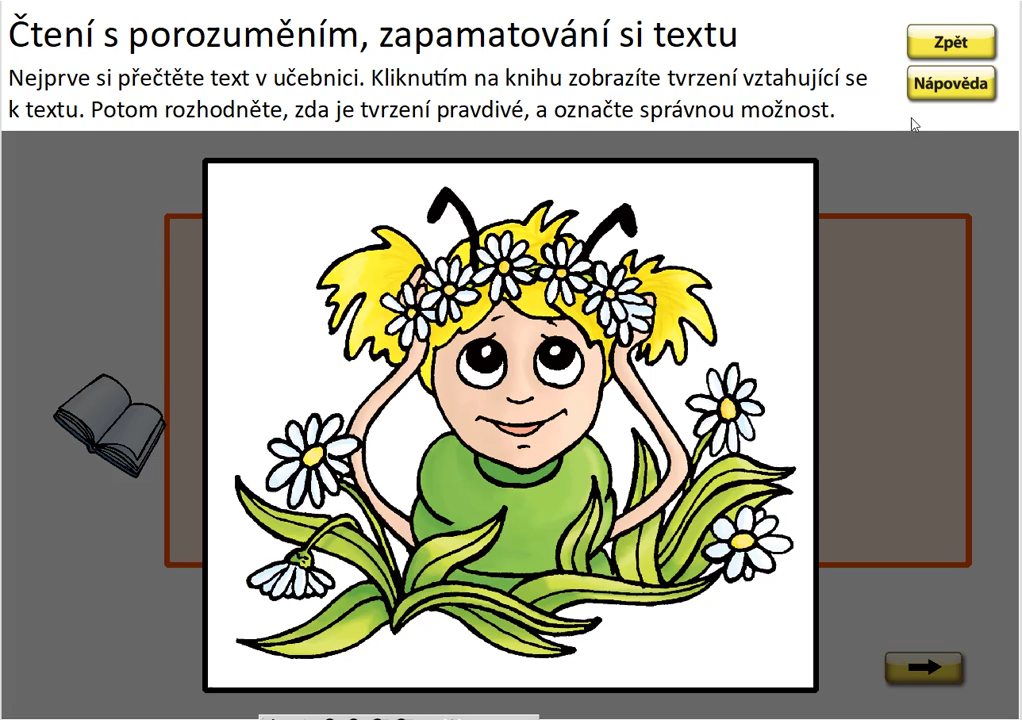 Čtení s porozuměním, zapamatování si textu
Zpět
Nejprve si přečtěte text v učebnici. Kliknutím na knihu zobrazíte tvrzení vztahující se
Nápověda
k textu. Potom rozhodněte, zda je tvrzení pravdivé, a označte správnou možnost.